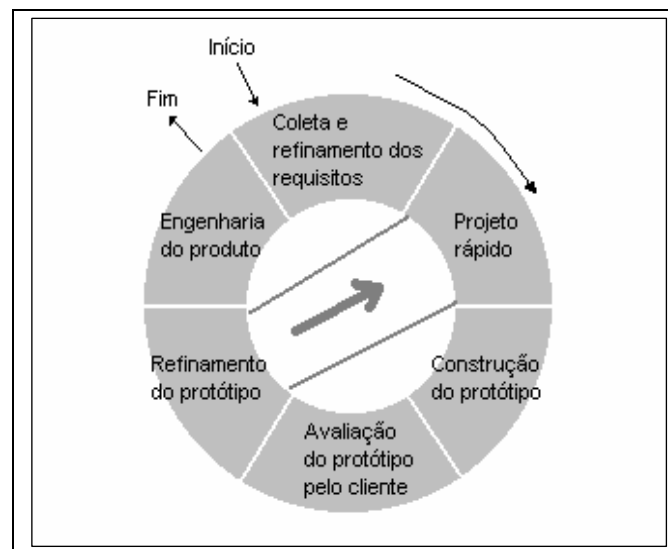 Início
Fim
Coleta e
refinamento dos
requisitos
Projeto
rápido
Construção
do protótipo
Avaliação
do protótipo
pelo cliente
Refinamento
do protótipo
Engenharia
do produto